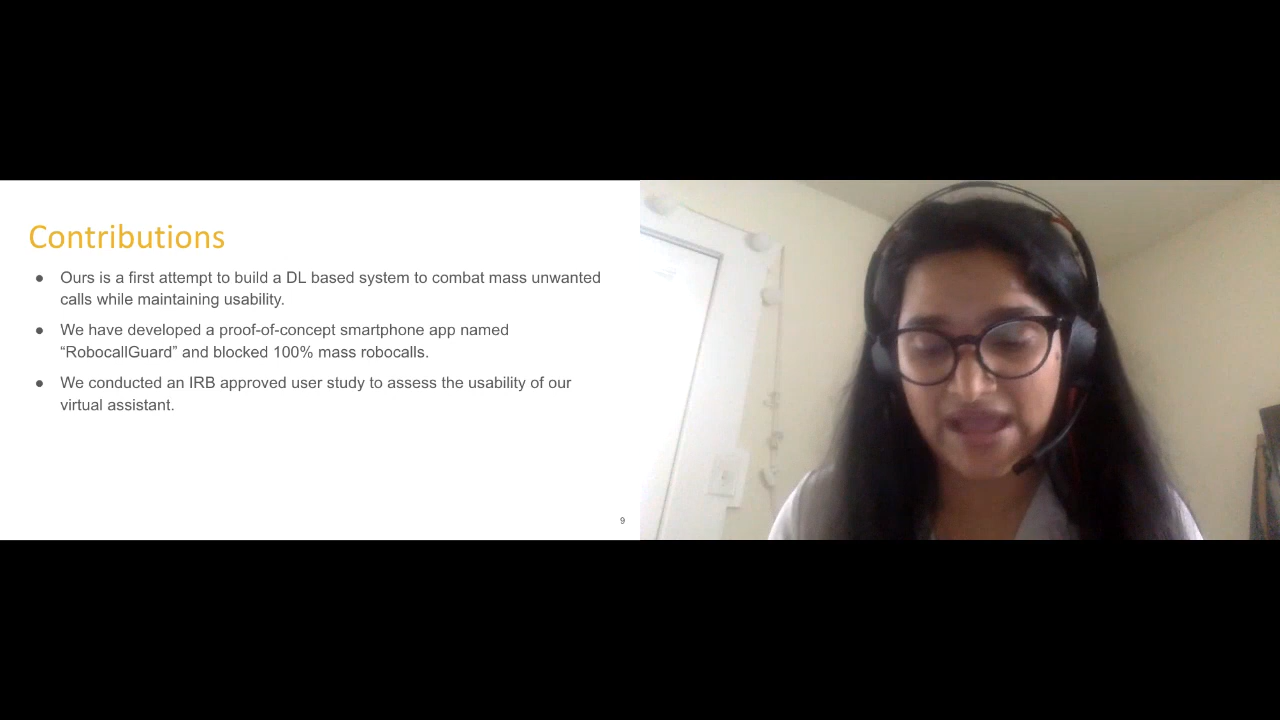 Contributions
● Ours is a first attempt to build a DL based system to combat mass unwanted
calls while maintaining usability.
● We have developed a proof-of-concept smartphone app named
“RobocallGuard” and blocked 100% mass robocalls.
● We conducted an IRB approved user study to assess the usability of our
virtual assistant.
9